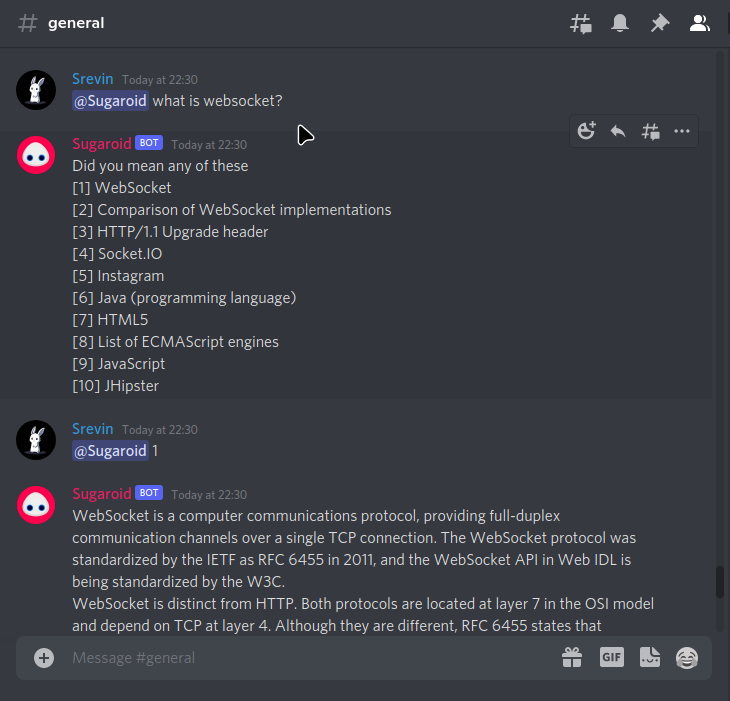 # general
Srevin Today at 22:30
@Sugaroid what is websocket?
Sugaroid BOT Today at 22:30
Did you mean any of these
[1] WebSocket
[2] Comparison of WebSocket implementations
[3] HTTP/1.1 Upgrade header
[4] Socket.IO
[5] Instagram
[6] Java (programming language)
[7] HTML5
[8] List of ECMAScript engines
[9] JavaScript
[10] JHipster
Srevin Today at 22:30
@Sugaroid 1
Sugaroid BOT Today at 22:30
WebSocket is a computer communications protocol, providing full-duplex
communication channels over a single TCP connection. The WebSocket protocol was
standardized by the IETF as RFC 6455 in 2011, and the WebSocket API in Web IDL is
being standardized by the W3C.
WebSocket is distinct from HTTP. Both protocols are located at layer 7 in the OSI model
and depend on TCP at layer 4. Although they are different, RFC 6455 states that
Message #general
GIF